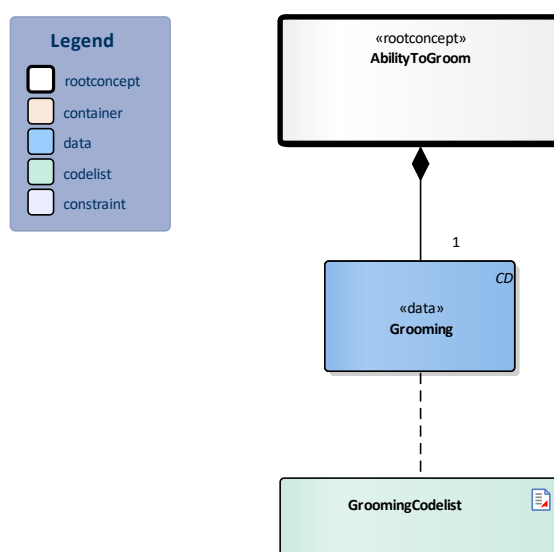 Legend
rootconcept
container
data
codelist
constraint
«rootconcept»
AbilityToGroom
1
CD
«data»
Grooming
GroomingCodelist